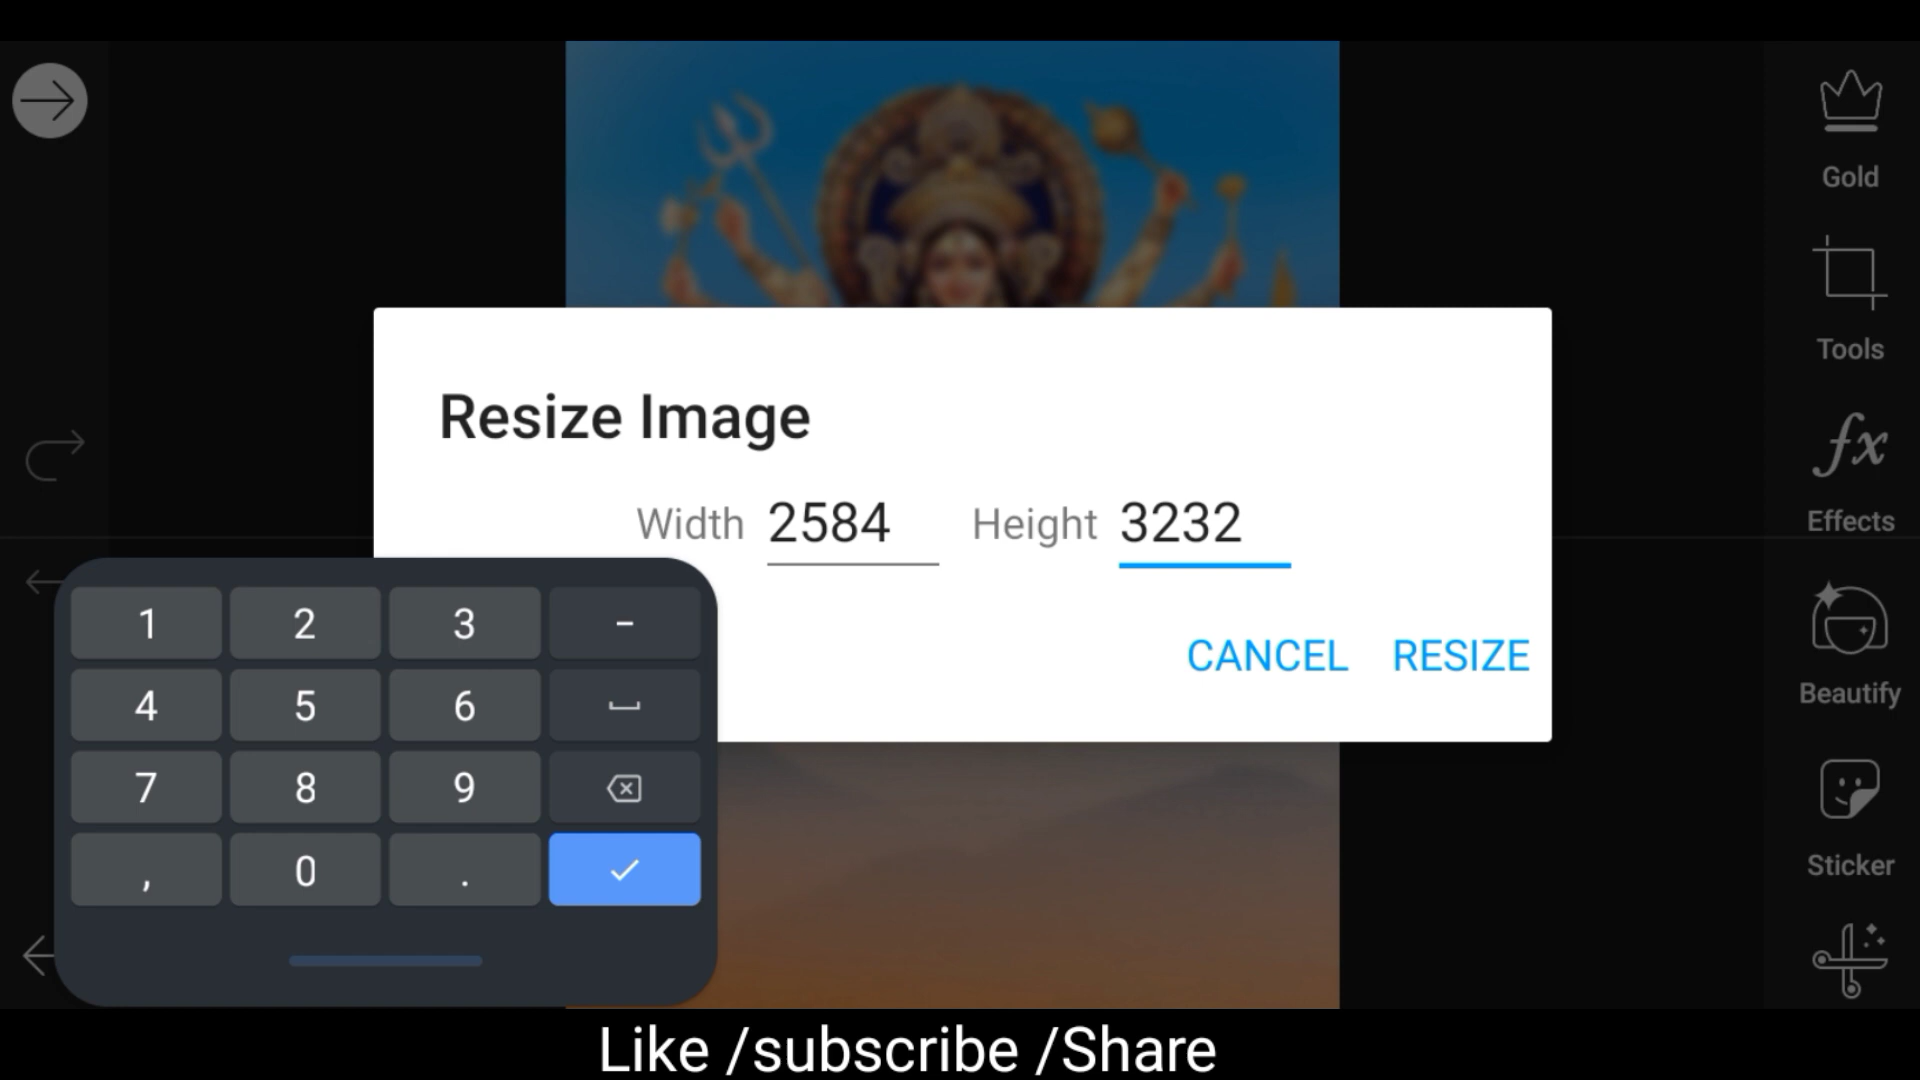 Gold
Tools
fx
Effects
Beautify
Sticker
Resize Image
Width 2584 Height 3232
CANCEL RESIZE
1 2 3 -
4 5 6
7 8 9
, 0 .
Like /subscribe /Share